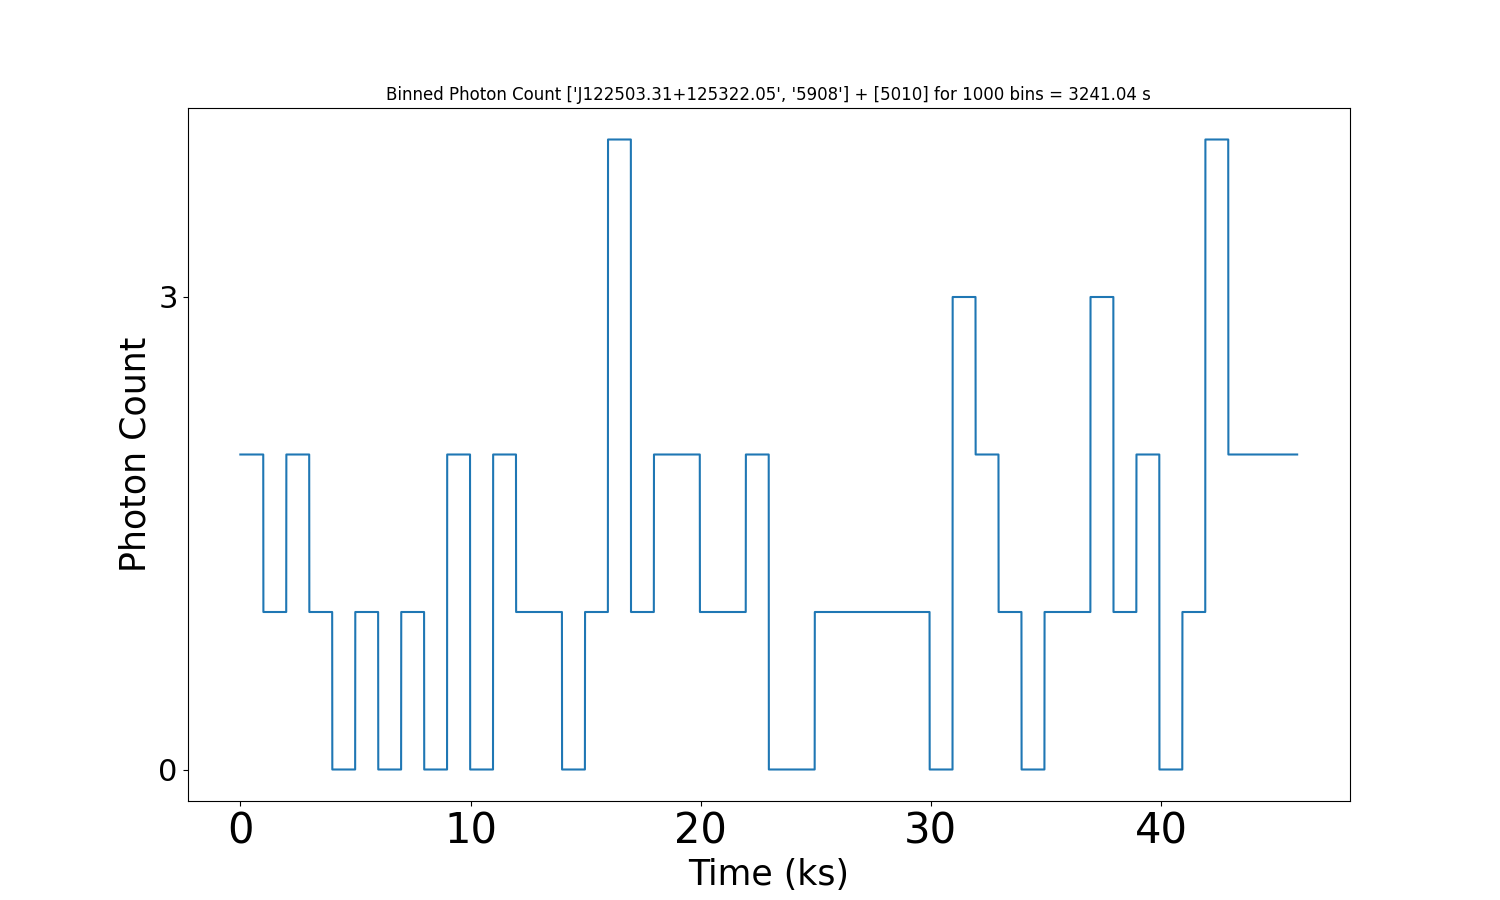 Binned Photon Count ['J122503.31+125322.05', '5908'] + [5010] for 1000 bins = 3241.04 s
Photon Count
3
0
0 10 20 30 40
Time (ks)